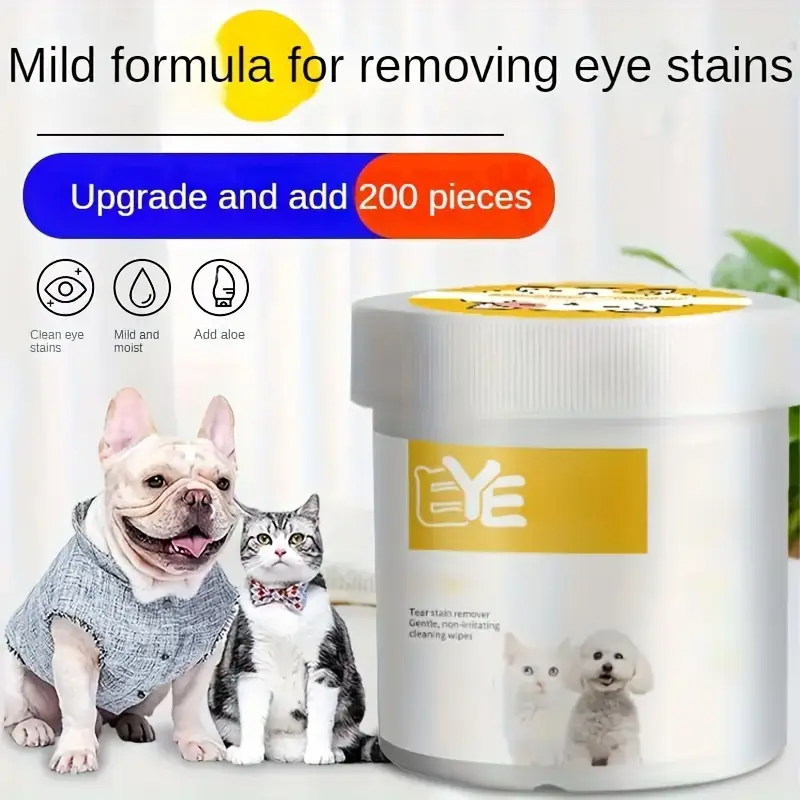 Mild formula for removing eye stains
Upgrade and add 200 pieces
Clean eye
stains
Mild and
moist
Add aloe
EYE
Tear stain remover
Gentle, non-irritating
cleaning wipes